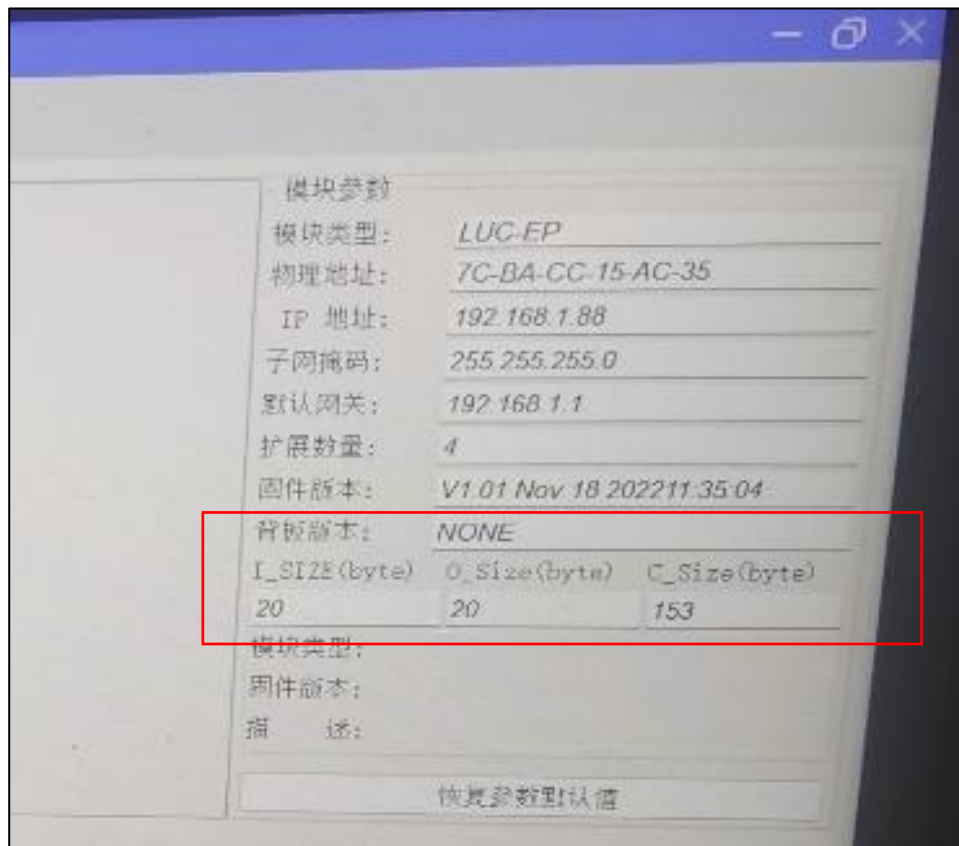 模块参数
模块类型: LUC-EP
物理地址: 7C-BA-CC-15-AC-35
IP 地址: 192.168.1.88
子网掩码: 255.255.255.0
默认网关: 192.168.1.1
扩展数量: 4
固件版本: V1.01 Nov 18 202211:35:04
背板版本: NONE
I_SIZE(byte) O_Size(byte) C_Size(byte)
20 20 153
模块类型:
固件版本:
描 述:
恢复参数默认值